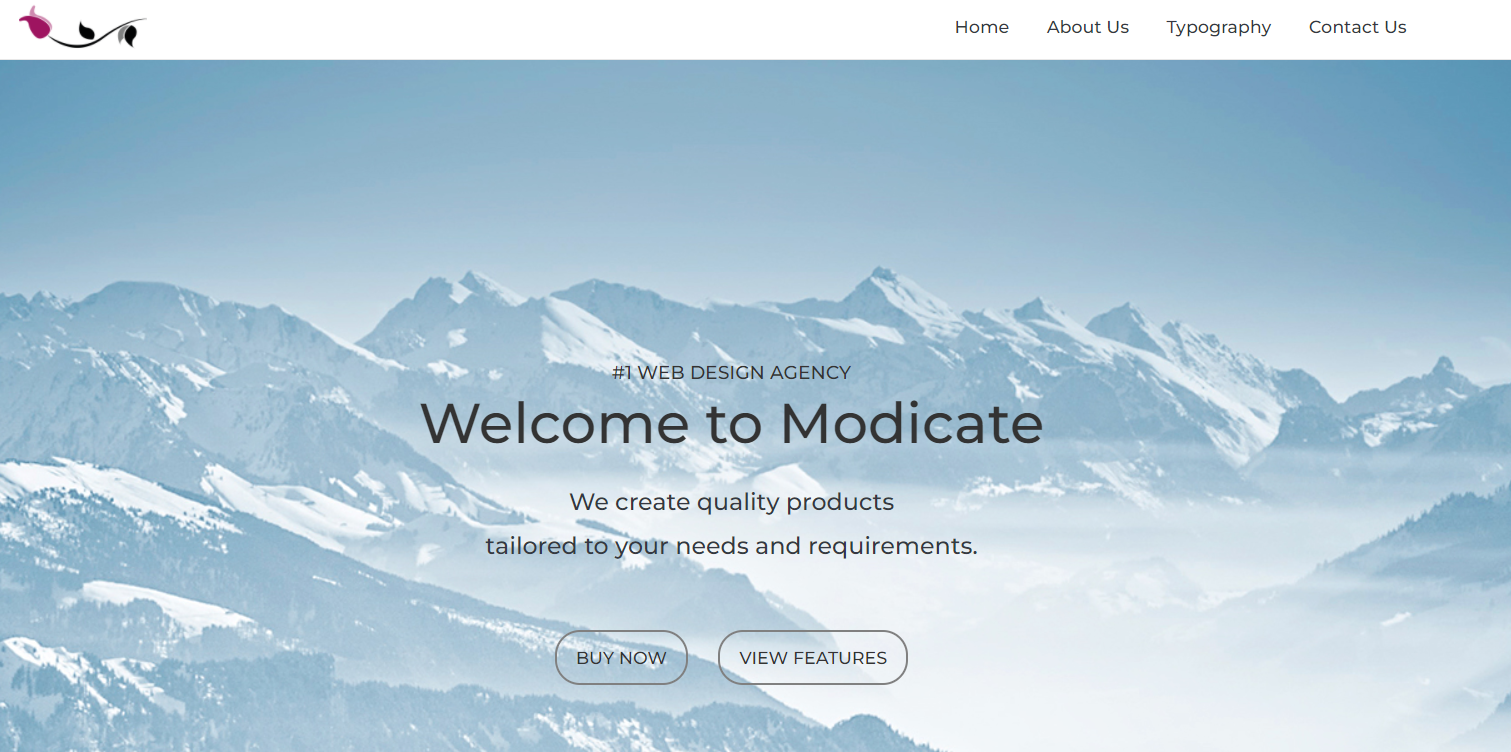 Home About Us Typography Contact Us
#1 WEB DESIGN AGENCY
Welcome to Modicate
We create quality products
tailored to your needs and requirements.
BUY NOW VIEW FEATURES